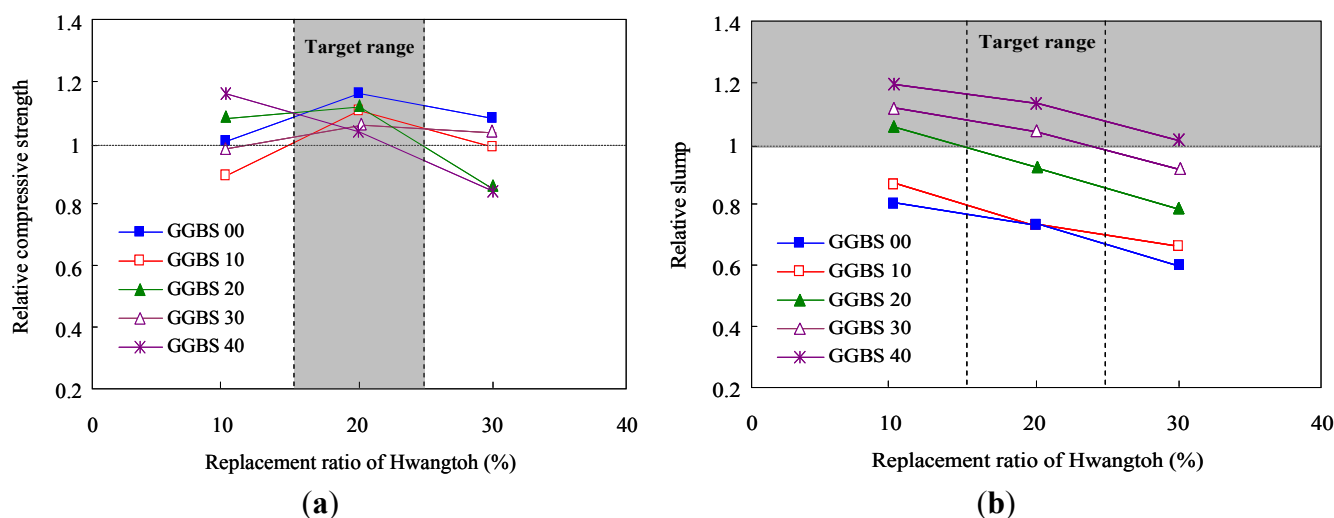 Relative compressive strength
1.4
1.2
1
0.8
0.6
0.4
0.2
Target range
GGBS 00
GGBS 10
GGBS 20
GGBS 30
GGBS 40
0 10 20 30 40
Replacement ratio of Hwangtoh (%)
(a)
Relative slump
1.4
1.2
1
0.8
0.6
0.4
0.2
Target range
GGBS 00
GGBS 10
GGBS 20
GGBS 30
GGBS 40
0 10 20 30 40
Replacement ratio of Hwangtoh (%)
(b)